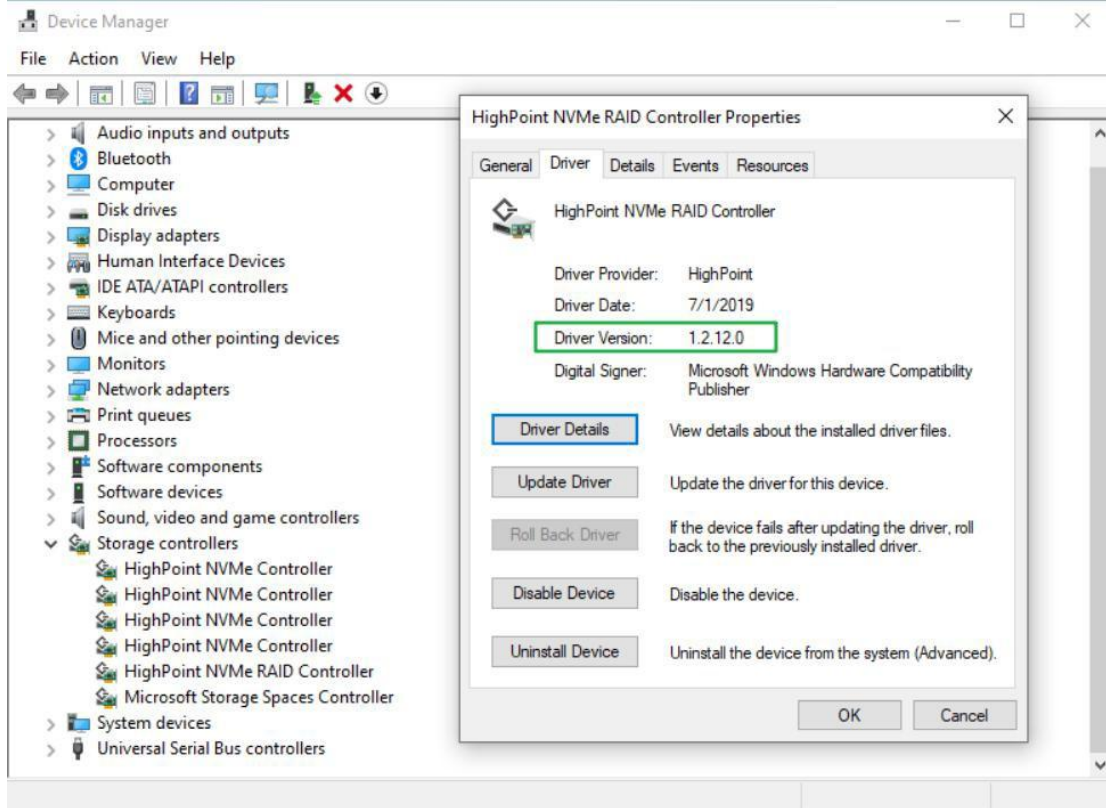 Device Manager
File Action View Help
Audio inputs and outputs
Bluetooth
Computer
Disk drives
Display adapters
Human Interface Devices
IDE ATA/ATAPI controllers
Keyboards
Mice and other pointing devices
Monitors
Network adapters
Print queues
Processors
Software components
Software devices
Sound, video and game controllers
Storage controllers
HighPoint NVMe Controller
HighPoint NVMe Controller
HighPoint NVMe Controller
HighPoint NVMe Controller
HighPoint NVMe RAID Controller
Microsoft Storage Spaces Controller
System devices
Universal Serial Bus controllers
HighPoint NVMe RAID Controller Properties
General Driver Details Events Resources
HighPoint NVMe RAID Controller
Driver Provider: HighPoint
Driver Date: 7/1/2019
Driver Version: 1.2.12.0
Digital Signer: Microsoft Windows Hardware Compatibility
Publisher
Driver Details View details about the installed driver files.
Update Driver Update the driver for this device.
Roll Back Driver If the device fails after updating the driver, roll
back to the previously installed driver.
Disable Device Disable the device.
Uninstall Device Uninstall the device from the system (Advanced).
OK Cancel